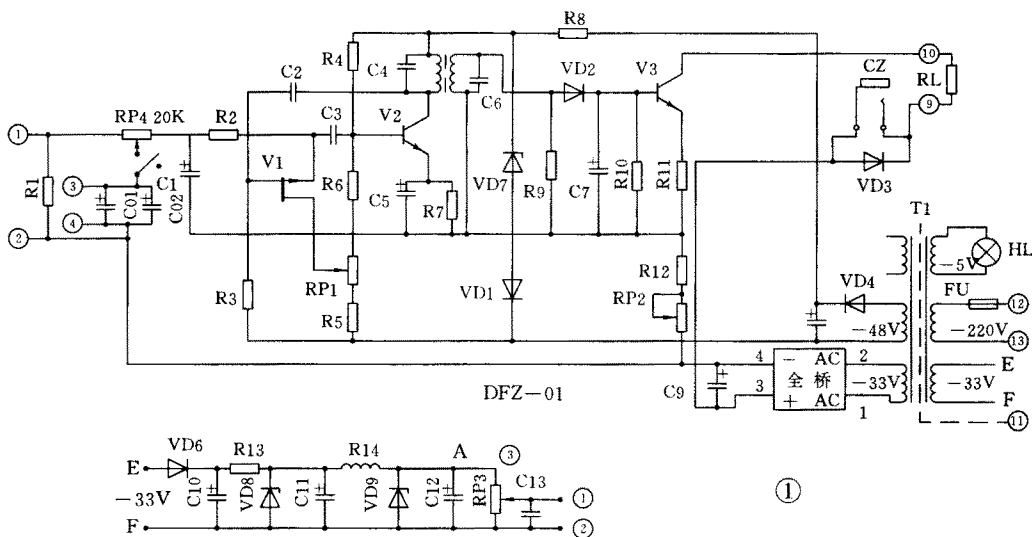 R8
R4
C4
C2
V3
VD2
C6
CZ
RL
⑩
⑨
RP4 20K
R2
C3
V2
①
V1
③
④
②
R1
C01
C1
C02
R6
C5
R7
VD7
R9
C7
R10
R11
VD3
T1
HL
−5V
R3
RP1
R5
VD1
R12
RP2
VD4
FU
⑫
−48V
−220V
⑬
DFZ−01
C9
4 − AC 2
全桥
3 + AC 1
−33V
−33V
E
F
⑪
VD6
R13
R14
A
③
E
−33V
F
C10
VD8
C11
VD9
C12
RP3
C13
①
②
①